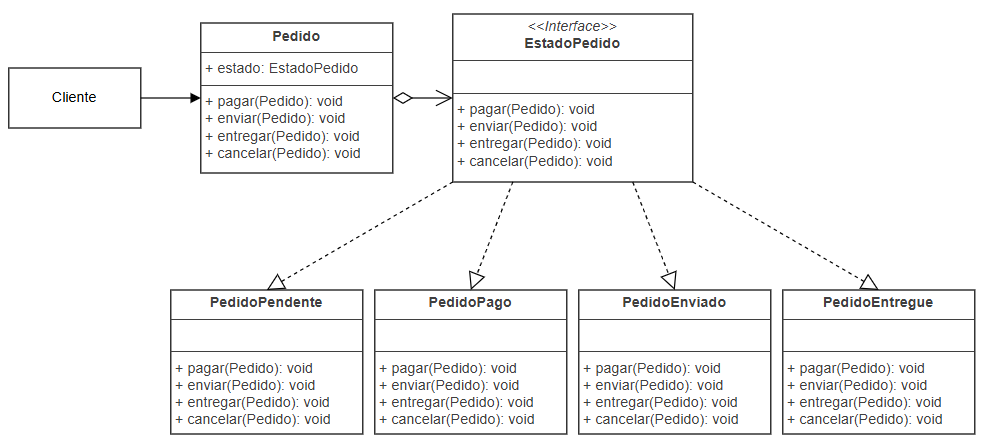 Cliente
Pedido
+ estado: EstadoPedido
+ pagar(Pedido): void
+ enviar(Pedido): void
+ entregar(Pedido): void
+ cancelar(Pedido): void
<<Interface>>
EstadoPedido
+ pagar(Pedido): void
+ enviar(Pedido): void
+ entregar(Pedido): void
+ cancelar(Pedido): void
PedidoPendente
+ pagar(Pedido): void
+ enviar(Pedido): void
+ entregar(Pedido): void
+ cancelar(Pedido): void
PedidoPago
+ pagar(Pedido): void
+ enviar(Pedido): void
+ entregar(Pedido): void
+ cancelar(Pedido): void
PedidoEnviado
+ pagar(Pedido): void
+ enviar(Pedido): void
+ entregar(Pedido): void
+ cancelar(Pedido): void
PedidoEntregue
+ pagar(Pedido): void
+ enviar(Pedido): void
+ entregar(Pedido): void
+ cancelar(Pedido): void